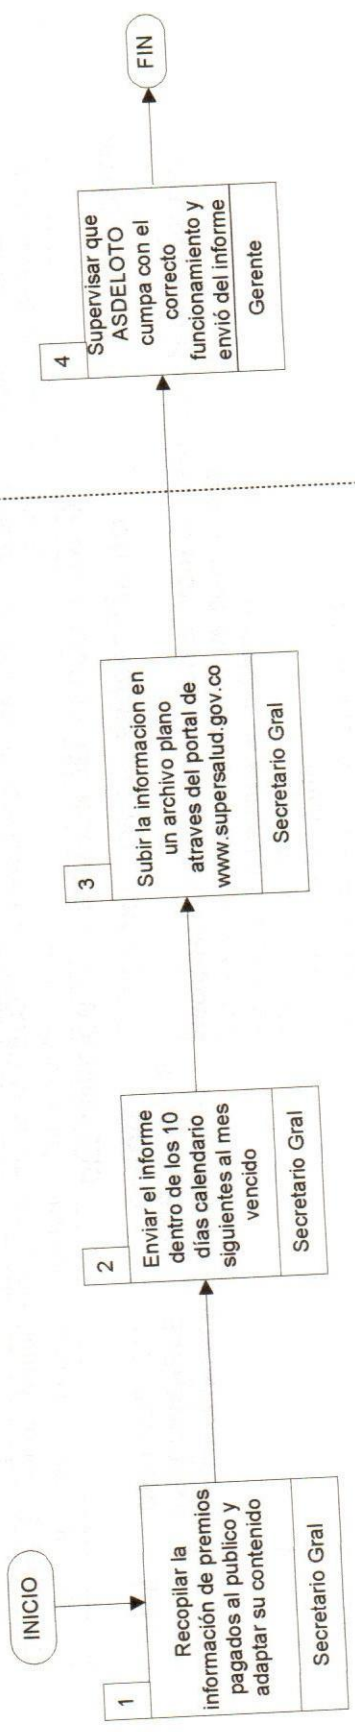 INICIO
1
Recopilar la
información de premios
pagados al publico y
adaptar su contenido
Secretario Gral
2
Enviar el informe
dentro de los 10
días calendario
siguientes al mes
vencido
Secretario Gral
3
Subir la informacion en
un archivo plano
atraves del portal de
www.supersalud.gov.co
Secretario Gral
4
Supervisar que
ASDELOTO
cumpa con el
correcto
funcionamiento y
envió del informe
Gerente
FIN